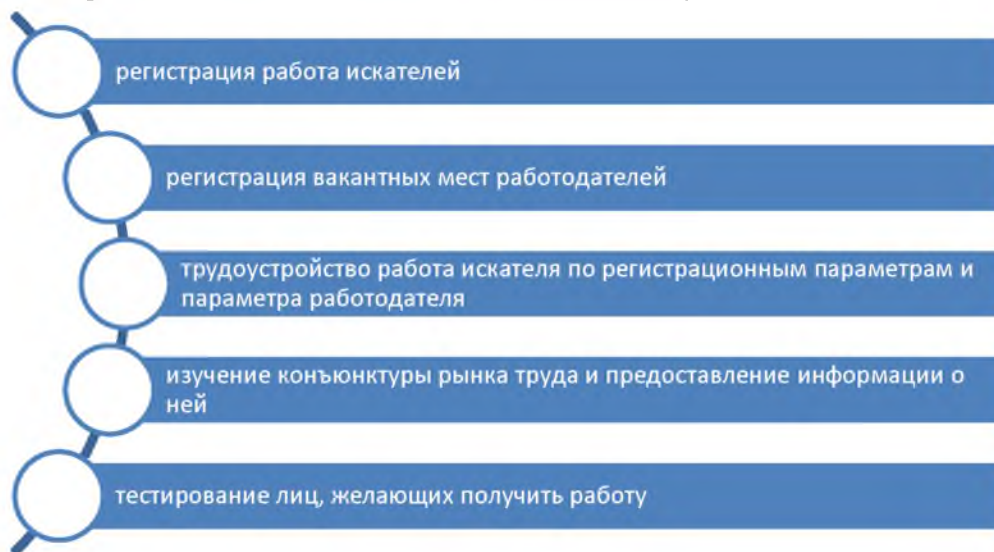 регистрация работа искателей
регистрация вакантных мест работодателей
трудоустройство работа искателя по регистрационным параметрам и
параметра работодателя
изучение конъюнктуры рынка труда и предоставление информации о
ней
тестирование лиц, желающих получить работу